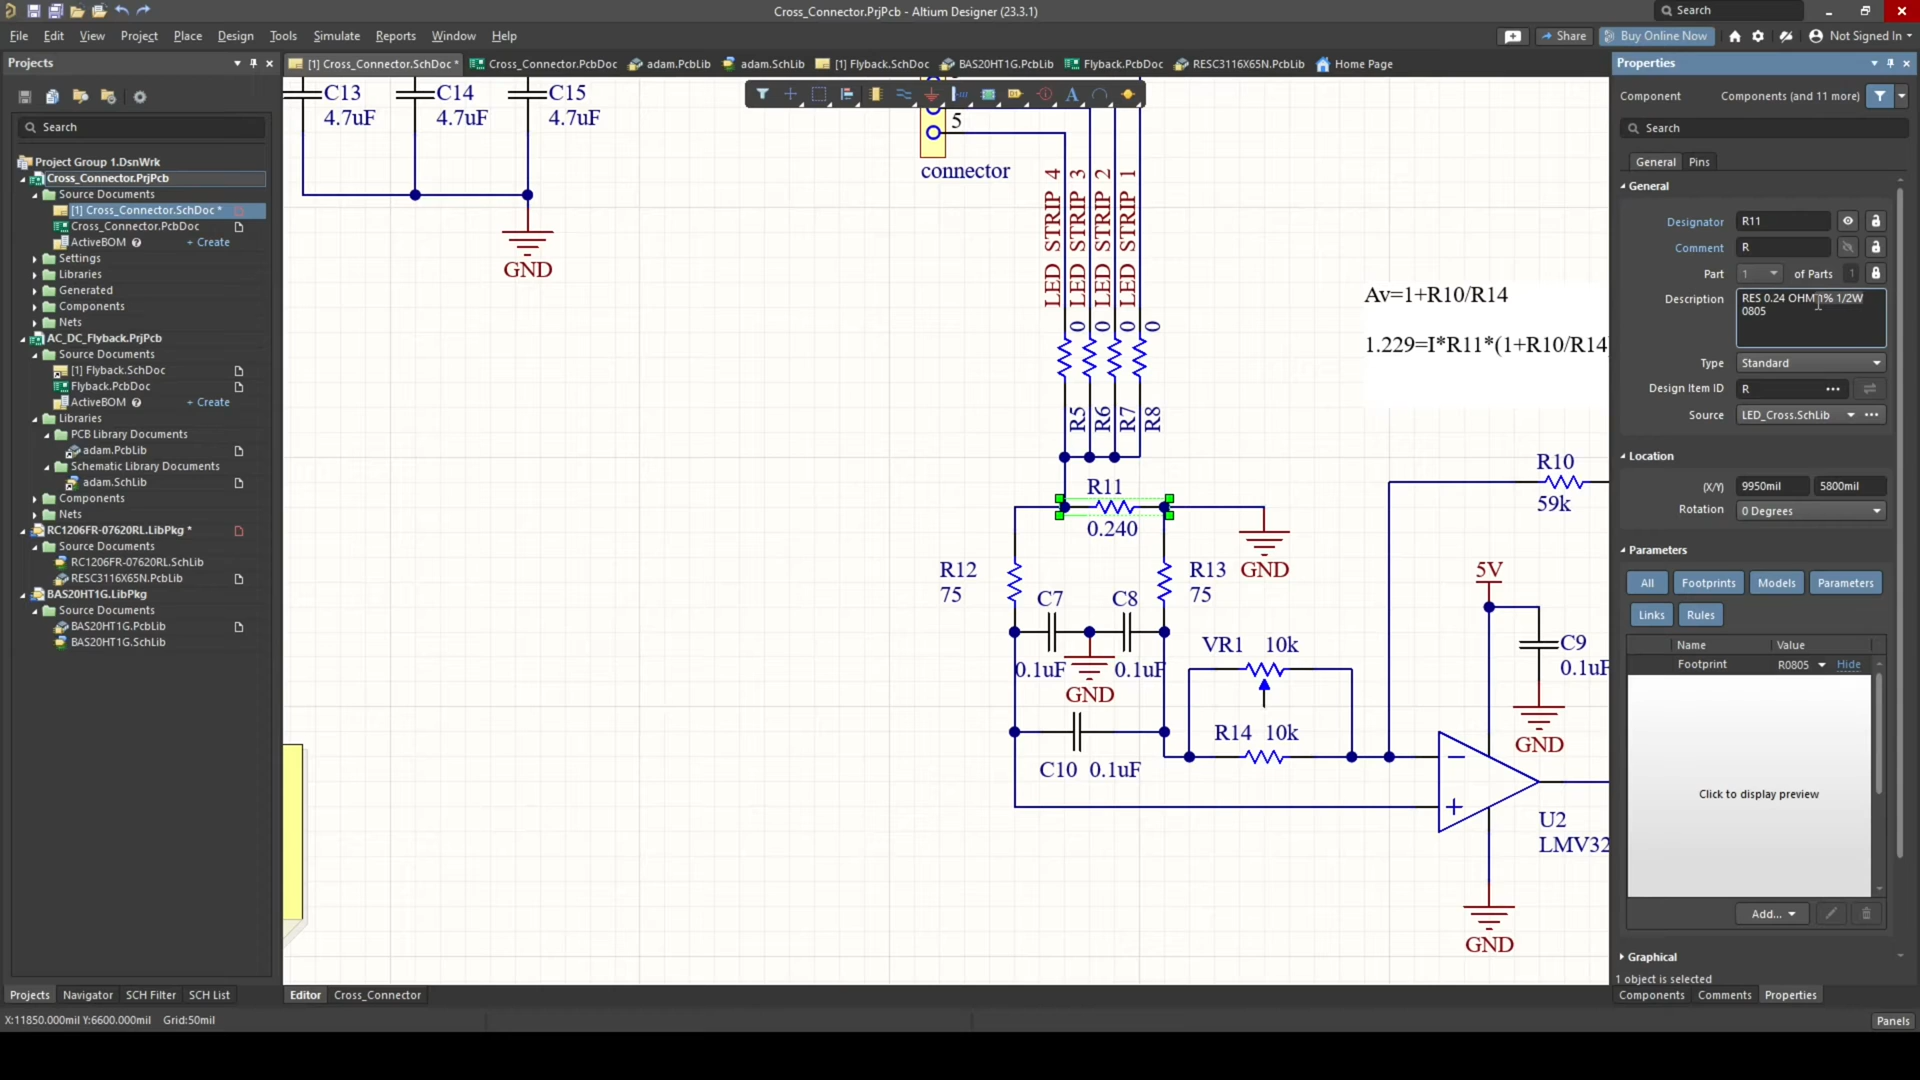 Cross_Connector.PrjPcb - Altium Designer (23.3.1)
Search
File Edit View Project Place Design Tools Simulate Reports Window Help
Share
Buy Online Now
Not Signed In
Projects
[1] Cross_Connector.SchDoc *
Cross_Connector.PcbDoc
adam.PcbLib
adam.SchLib
[1] Flyback.SchDoc
BAS20HT1G.PcbLib
Flyback.PcbDoc
RESC3116X65N.PcbLib
Home Page
Search
Project Group 1.DsnWrk
Cross_Connector.PrjPcb
Source Documents
[1] Cross_Connector.SchDoc *
Cross_Connector.PcbDoc
ActiveBOM + Create
Settings
Libraries
Generated
Components
Nets
AC_DC_Flyback.PrjPcb
Source Documents
[1] Flyback.SchDoc
Flyback.PcbDoc
ActiveBOM + Create
Libraries
PCB Library Documents
adam.PcbLib
Schematic Library Documents
adam.SchLib
Components
Nets
RC1206FR-07620RL.LibPkg *
Source Documents
RC1206FR-07620RL.SchLib
RESC3116X65N.PcbLib
BAS20HT1G.LibPkg
Source Documents
BAS20HT1G.PcbLib
BAS20HT1G.SchLib
Projects Navigator SCH Filter SCH List
C13
4.7uF
C14
4.7uF
C15
4.7uF
GND
5
connector
LED STRIP 4
LED STRIP 3
LED STRIP 2
LED STRIP 1
0
0
0
0
R5
R6
R7
R8
Av=1+R10/R14
1.229=I*R11*(1+R10/R14
R11
0.240
GND
R12
75
R13
75
C7
0.1uF
C8
0.1uF
GND
C10 0.1uF
VR1 10k
R14 10k
R10
59k
5V
C9
0.1uF
GND
U2
LMV32
GND
Editor Cross_Connector
Properties
Component
Components (and 11 more)
Search
General Pins
General
Designator R11
Comment R
Part 1 of Parts 1
Description RES 0.24 OHM 1% 1/2W
0805
Type Standard
Design Item ID R
Source LED_Cross.SchLib
Location
(X/Y) 9950mil 5800mil
Rotation 0 Degrees
Parameters
All Footprints Models Parameters
Links Rules
Name Value
Footprint R0805 Hide
Click to display preview
Add...
Graphical
1 object is selected
Components Comments Properties
X:11850.000mil Y:6600.000mil Grid:50mil
Panels